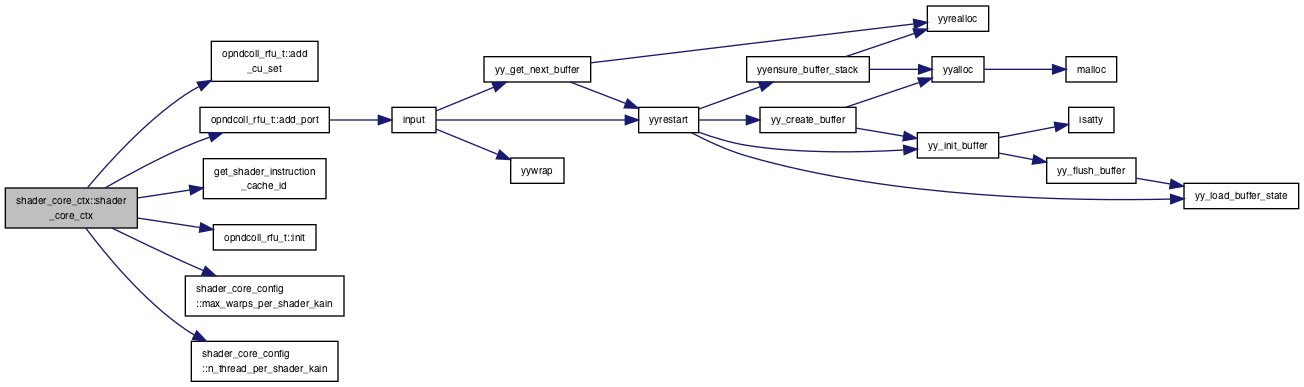 shader_core_ctx::shader
_core_ctx
opndcoll_rfu_t::add
_cu_set
opndcoll_rfu_t::add_port
get_shader_instruction
_cache_id
opndcoll_rfu_t::init
shader_core_config
::max_warps_per_shader_kain
shader_core_config
::n_thread_per_shader_kain
input
yy_get_next_buffer
yywrap
yyrestart
yyensure_buffer_stack
yy_create_buffer
yyrealloc
yyalloc
yy_init_buffer
malloc
isatty
yy_flush_buffer
yy_load_buffer_state